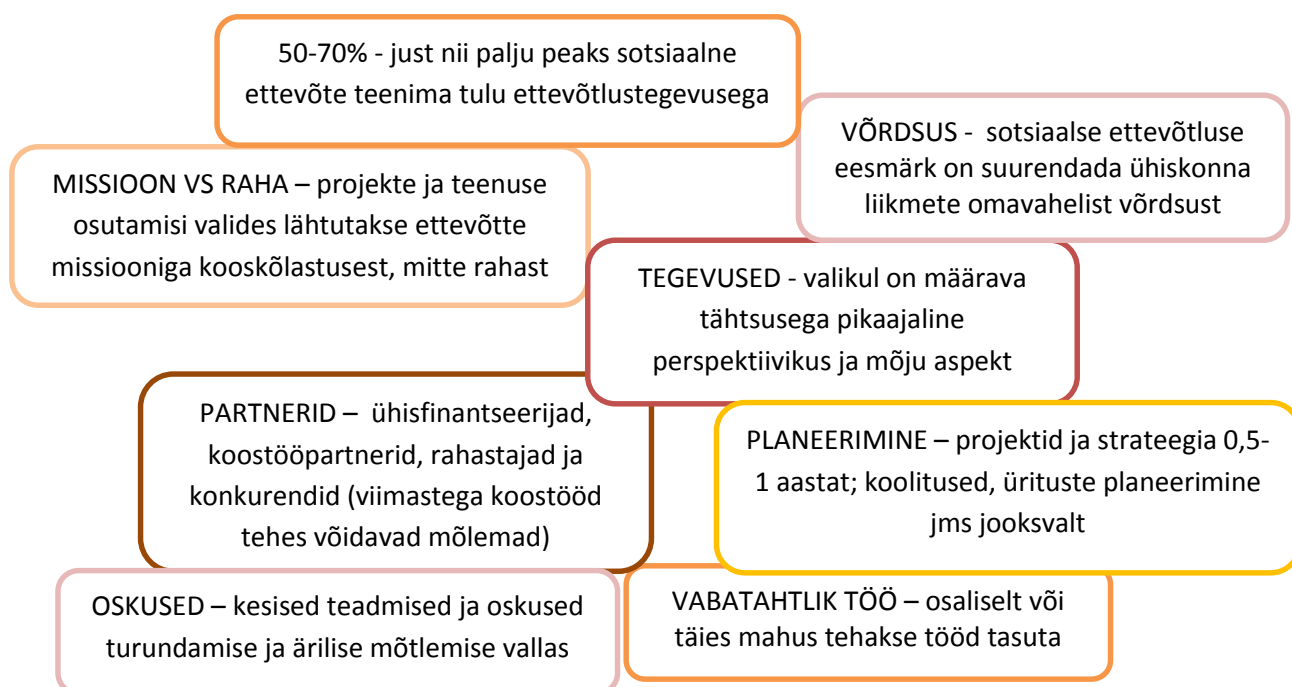 50-70% - just nii palju peaks sotsiaalne
ettevõte teenima tulu ettevõtlustegevusega
VÕRDSUS - sotsiaalse ettevõtluse
eesmärk on suurendada ühiskonna
liikmete omavahelist võrdsust
MISSIOON VS RAHA – projekte ja teenuse
osutamisi valides lähtutakse ettevõtte
missiooniga kooskõlastusest, mitte rahast
TEGEVUSED - valikul on määrava
tähtsusega pikaajaline
perspektiivikus ja mõju aspekt
PARTNERID – ühisfinantseerijad,
koostööpartnerid, rahastajad ja
konkurendid (viimastega koostööd
tehes võidavad mõlemad)
PLANEERIMINE – projektid ja strateegia 0,5-
1 aastat; koolitused, ürituste planeerimine
jms jooksvalt
OSKUSED – kesised teadmised ja oskused
turundamise ja ärilise mõtlemise vallas
VABATAHTLIK TÖÖ – osaliselt või
täies mahus tehakse tööd tasuta